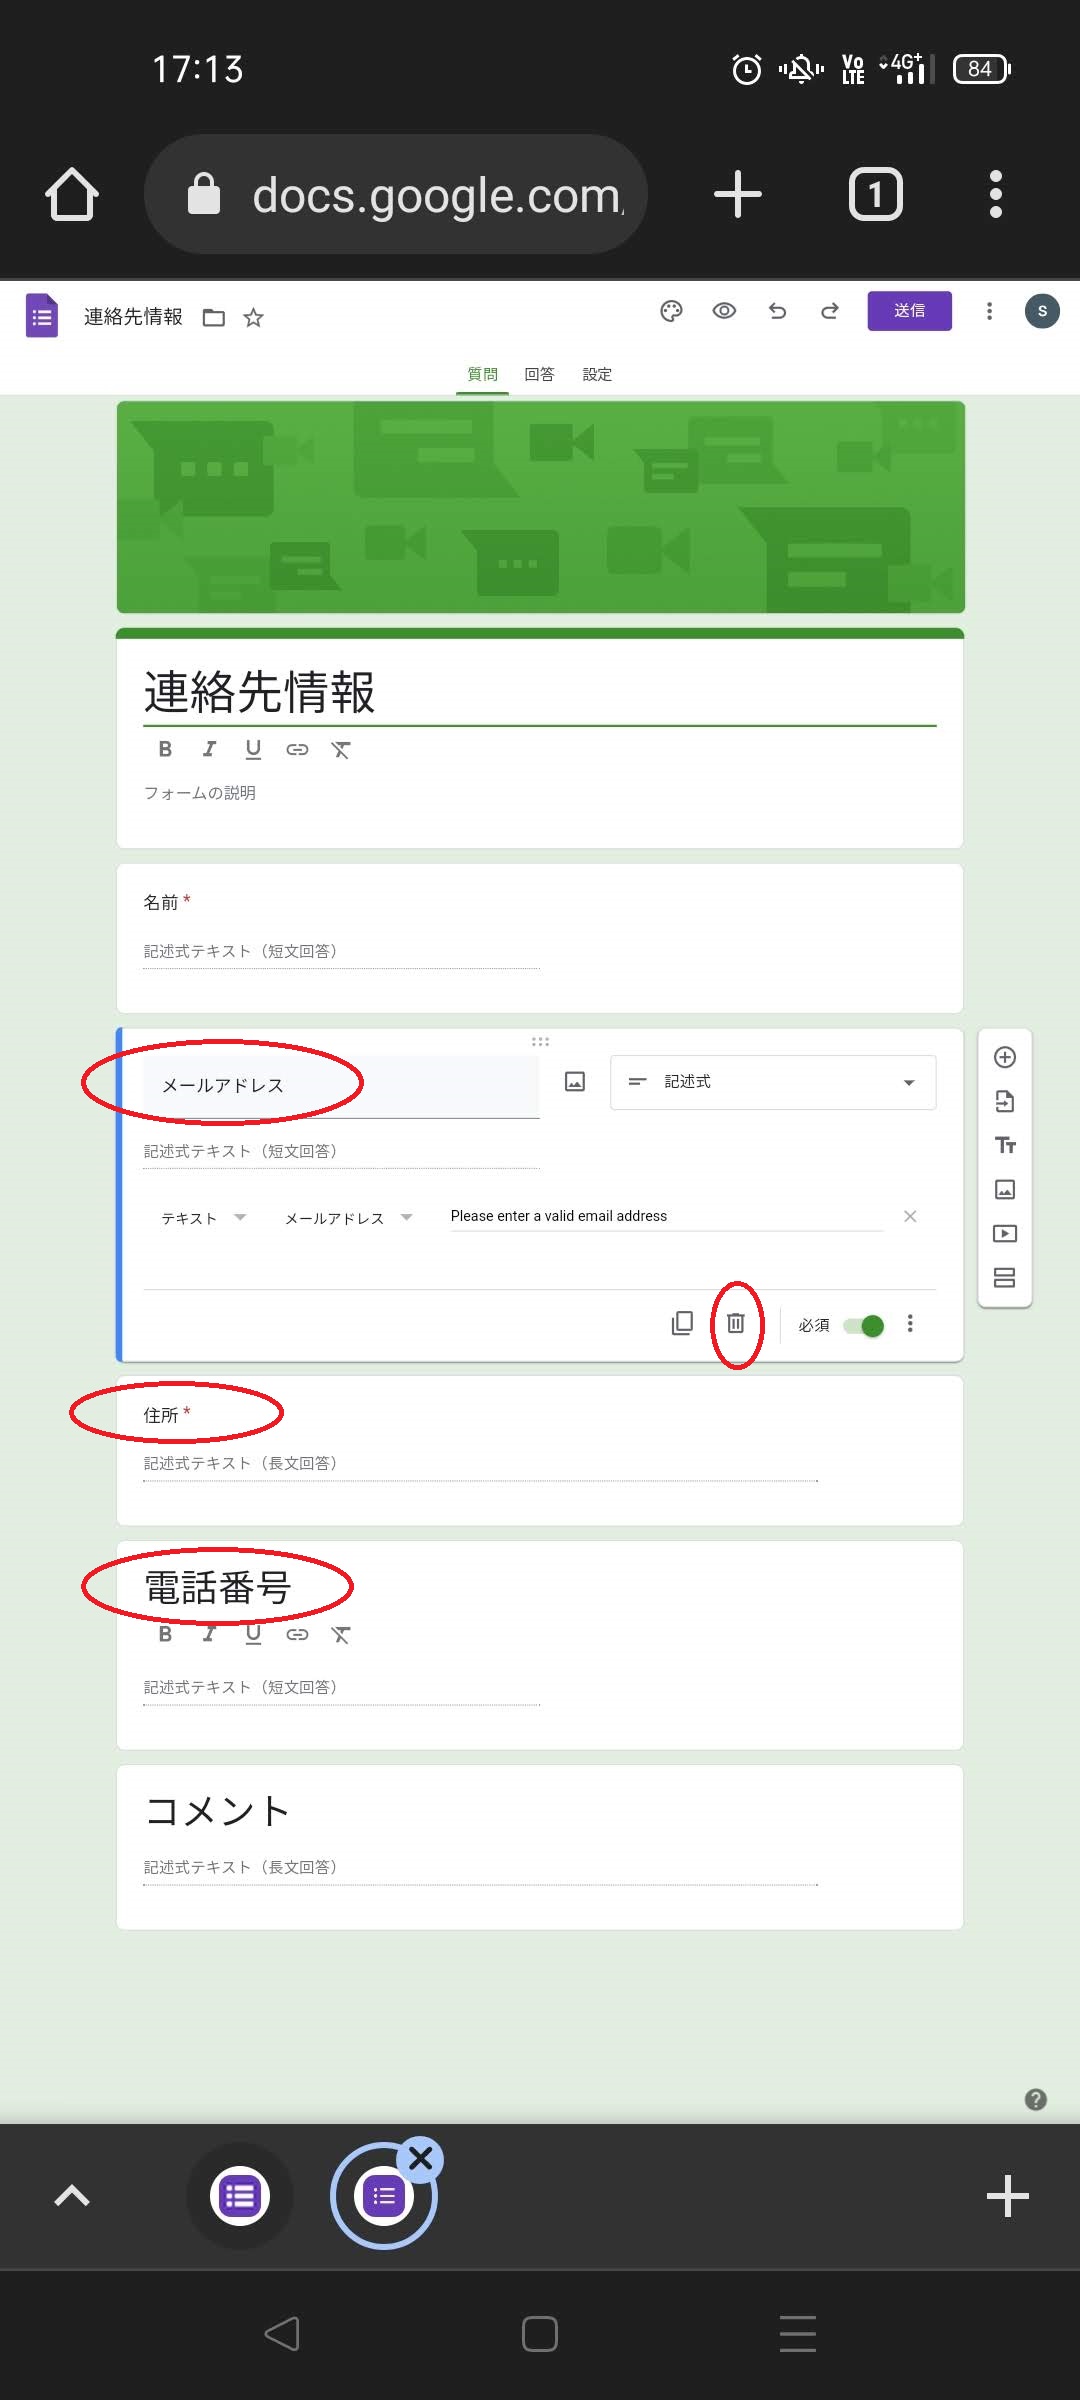 17:13
Vo LTE
4G+
84
docs.google.com
1
連絡先情報
送信
S
質問
回答
設定
連絡先情報
B I U
フォームの説明
名前 *
記述式テキスト（短文回答）
メールアドレス
記述式
記述式テキスト（短文回答）
テキスト
メールアドレス
Please enter a valid email address
必須
住所 *
記述式テキスト（長文回答）
電話番号
B I U
記述式テキスト（短文回答）
コメント
記述式テキスト（長文回答）